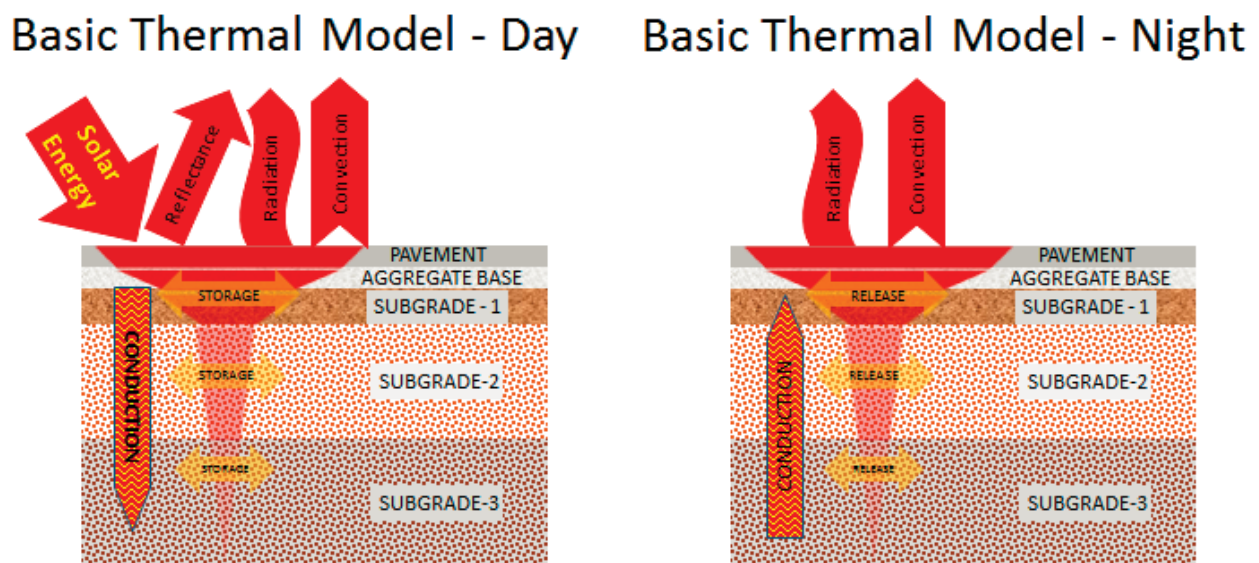 Basic Thermal Model - Day
Solar
Energy
Reflectance
Radiation
Convection
PAVEMENT
AGGREGATE BASE
STORAGE
SUBGRADE - 1
CONDUCTION
STORAGE
SUBGRADE-2
STORAGE
SUBGRADE-3
Basic Thermal Model - Night
Radiation
Convection
PAVEMENT
AGGREGATE BASE
RELEASE
SUBGRADE - 1
CONDUCTION
RELEASE
SUBGRADE-2
RELEASE
SUBGRADE-3